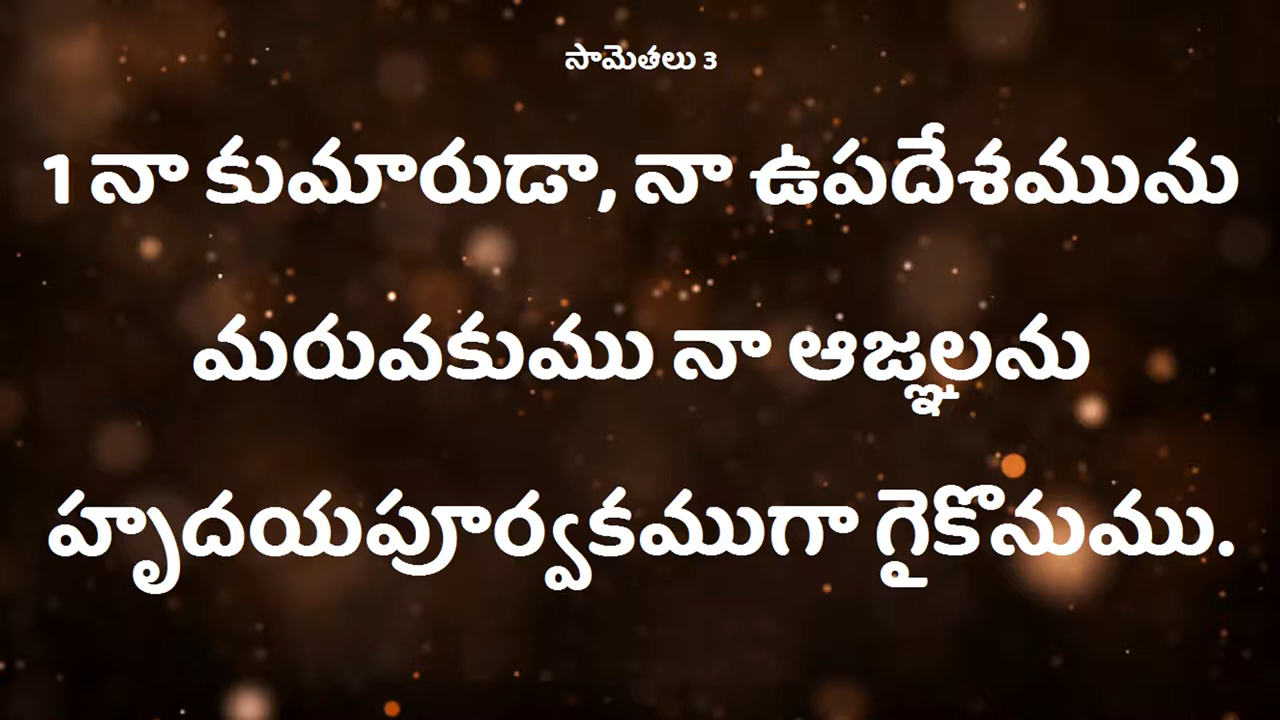 సామెతలు 3
1 నా కుమారుడా, నా ఉపదేశమును
మరువకుము నా ఆజ్ఞలను
హృదయపూర్వకముగా గైకొనుము.